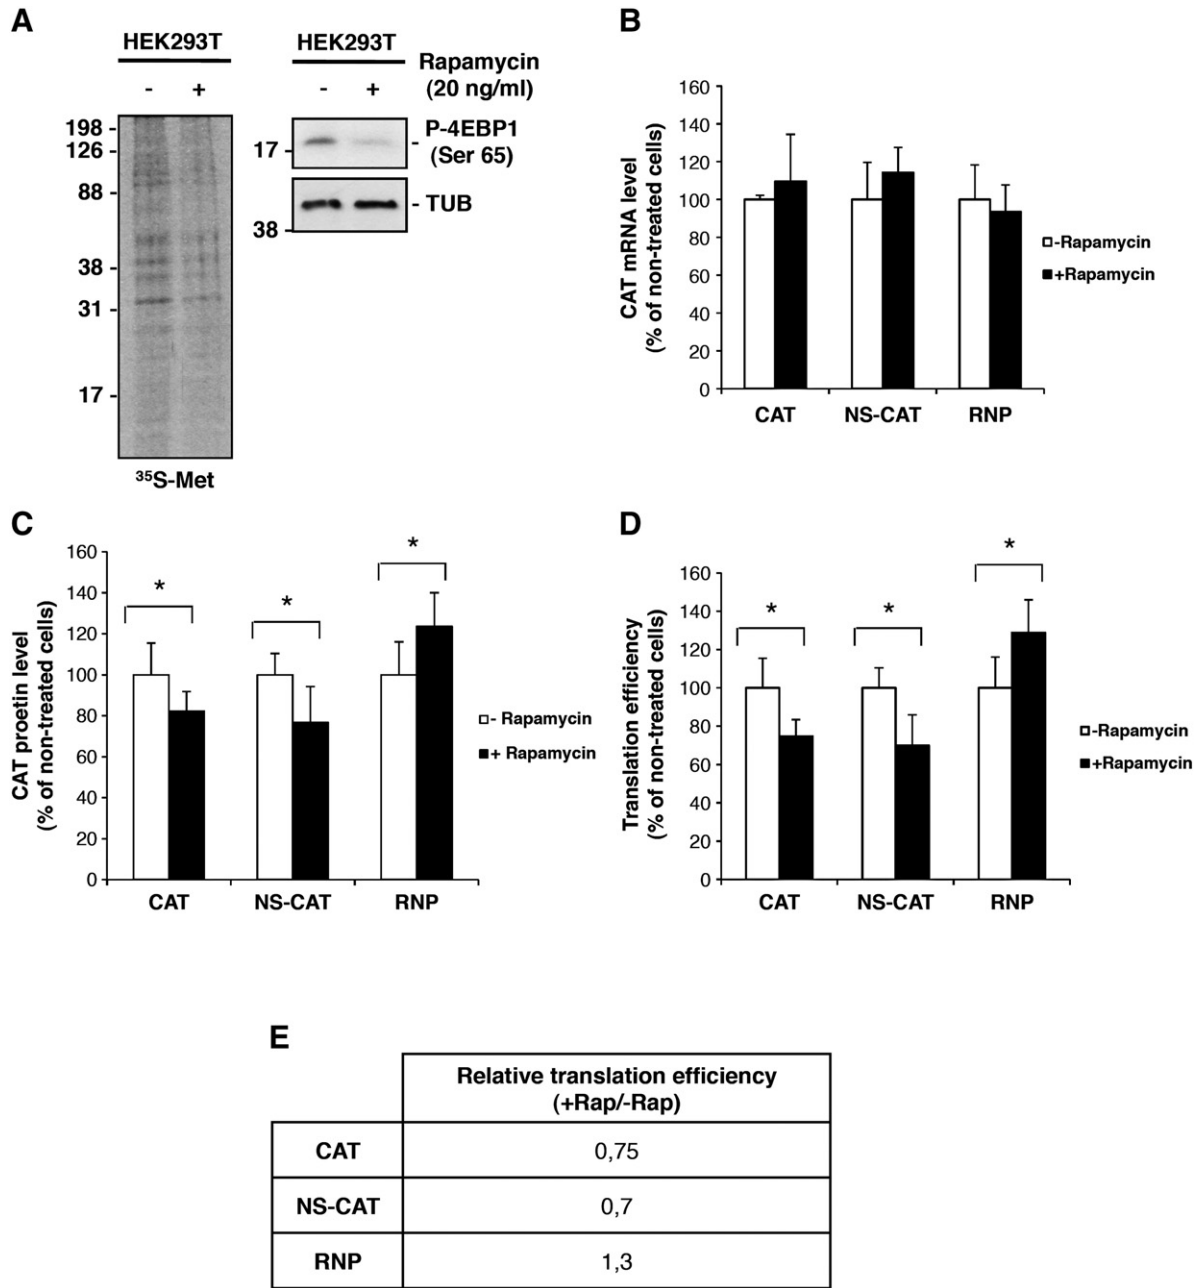 A
HEK293T
- +
198 -
126 -
88 -
38 -
31 -
17 -
³⁵S-Met
HEK293T
Rapamycin
(20 ng/ml)
- +
17 -
- P-4EBP1
(Ser 65)
- TUB
38 -
B
CAT mRNA level
(% of non-treated cells)
160
140
120
100
80
60
40
20
0
CAT NS-CAT RNP
-Rapamycin
+Rapamycin
C
CAT proetin level
(% of non-treated cells)
160
140
120
100
80
60
40
20
0
* * *
CAT NS-CAT RNP
- Rapamycin
+ Rapamycin
D
Translation efficiency
(% of non-treated cells)
160
140
120
100
80
60
40
20
0
* * *
CAT NS-CAT RNP
-Rapamycin
+Rapamycin
E
Relative translation efficiency
(+Rap/-Rap)
CAT 0,75
NS-CAT 0,7
RNP 1,3